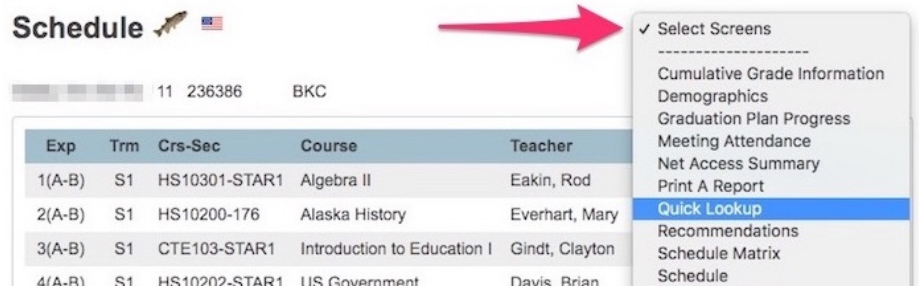 Schedule
✓ Select Screens
--------------------
Cumulative Grade Information
Demographics
Graduation Plan Progress
Meeting Attendance
Net Access Summary
Print A Report
Quick Lookup
Recommendations
Schedule Matrix
Schedule
11 236386 BKC
Exp Trm Crs-Sec Course Teacher
1(A-B) S1 HS10301-STAR1 Algebra II Eakin, Rod
2(A-B) S1 HS10200-176 Alaska History Everhart, Mary
3(A-B) S1 CTE103-STAR1 Introduction to Education I Gindt, Clayton
4(A-B) S1 HS10202-STAR1 US Government Davis, Brian